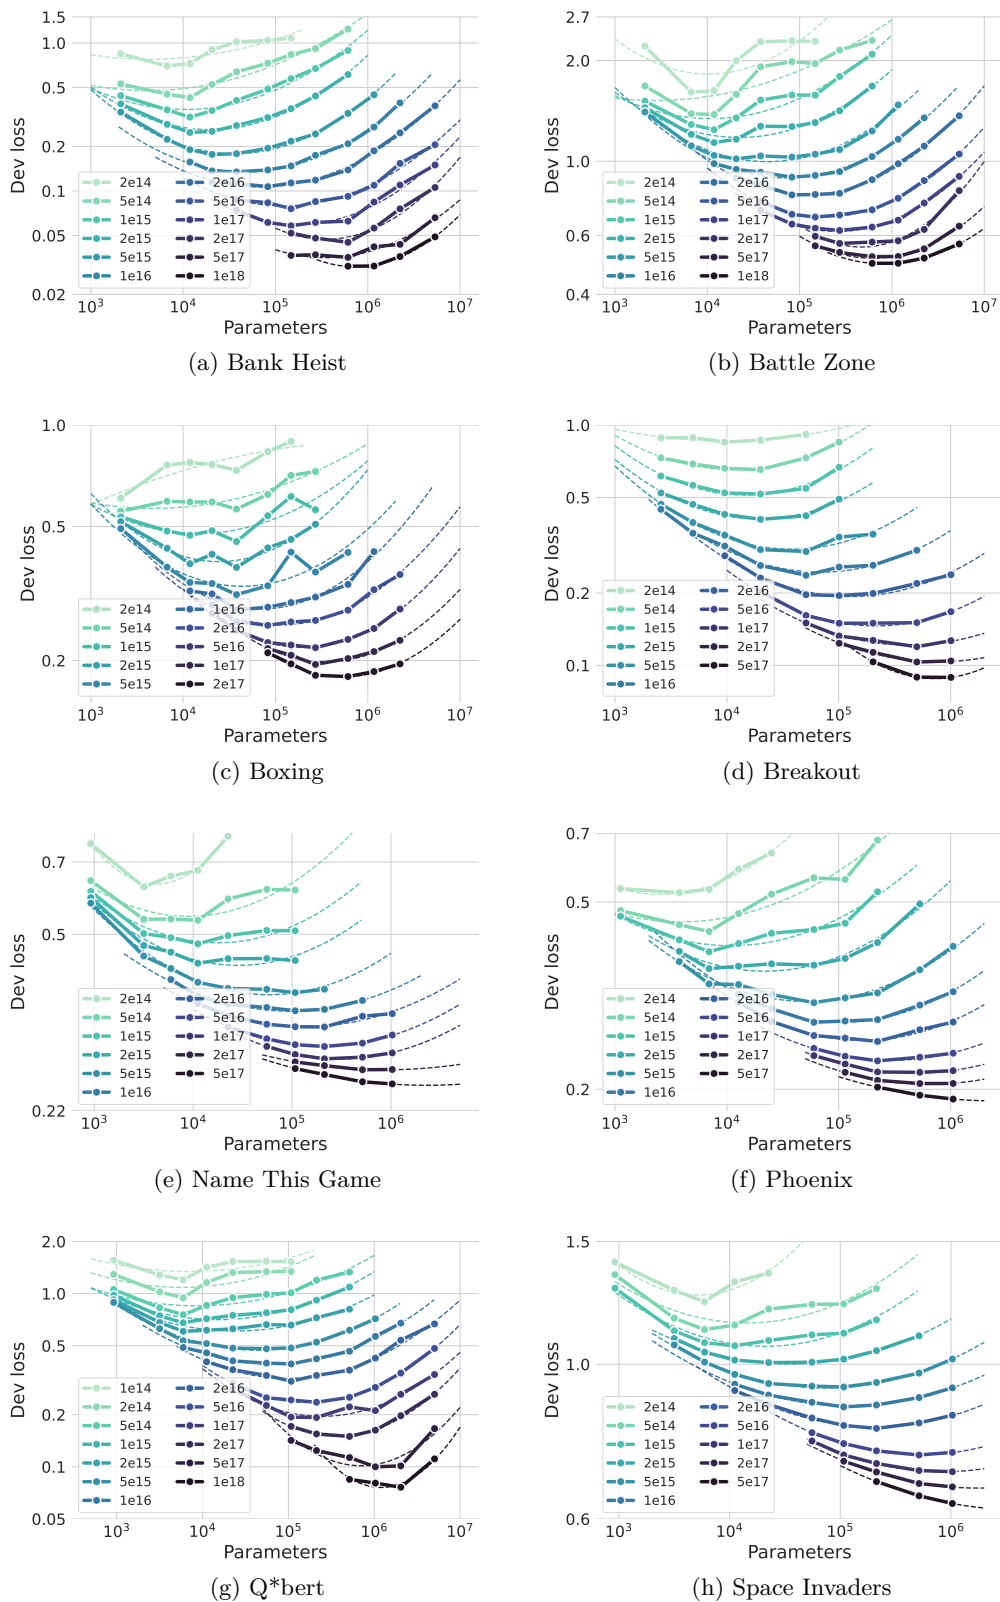 1.5
1.0
0.5
0.2
0.1
0.05
0.02
Dev loss
2e14 2e16
5e14 5e16
1e15 1e17
2e15 2e17
5e15 5e17
1e16 1e18
10³ 10⁴ 10⁵ 10⁶ 10⁷
Parameters
(a) Bank Heist
2.7
2.0
1.0
0.6
0.4
Dev loss
2e14 2e16
5e14 5e16
1e15 1e17
2e15 2e17
5e15 5e17
1e16 1e18
10³ 10⁴ 10⁵ 10⁶ 10⁷
Parameters
(b) Battle Zone
1.0
0.5
0.2
Dev loss
2e14 1e16
5e14 2e16
1e15 5e16
2e15 1e17
5e15 2e17
10³ 10⁴ 10⁵ 10⁶ 10⁷
Parameters
(c) Boxing
1.0
0.5
0.2
0.1
Dev loss
2e14 2e16
5e14 5e16
1e15 1e17
2e15 2e17
5e15 5e17
1e16
10³ 10⁴ 10⁵ 10⁶
Parameters
(d) Breakout
0.7
0.5
0.22
Dev loss
2e14 2e16
5e14 5e16
1e15 1e17
2e15 2e17
5e15 5e17
1e16
10³ 10⁴ 10⁵ 10⁶
Parameters
(e) Name This Game
0.7
0.5
0.2
Dev loss
2e14 2e16
5e14 5e16
1e15 1e17
2e15 2e17
5e15 5e17
1e16
10³ 10⁴ 10⁵ 10⁶
Parameters
(f) Phoenix
2.0
1.0
0.5
0.2
0.1
0.05
Dev loss
1e14 2e16
2e14 5e16
5e14 1e17
1e15 2e17
2e15 5e17
5e15 1e18
1e16
10³ 10⁴ 10⁵ 10⁶ 10⁷
Parameters
(g) Q*bert
1.5
1.0
0.6
Dev loss
2e14 2e16
5e14 5e16
1e15 1e17
2e15 2e17
5e15 5e17
1e16
10³ 10⁴ 10⁵ 10⁶
Parameters
(h) Space Invaders